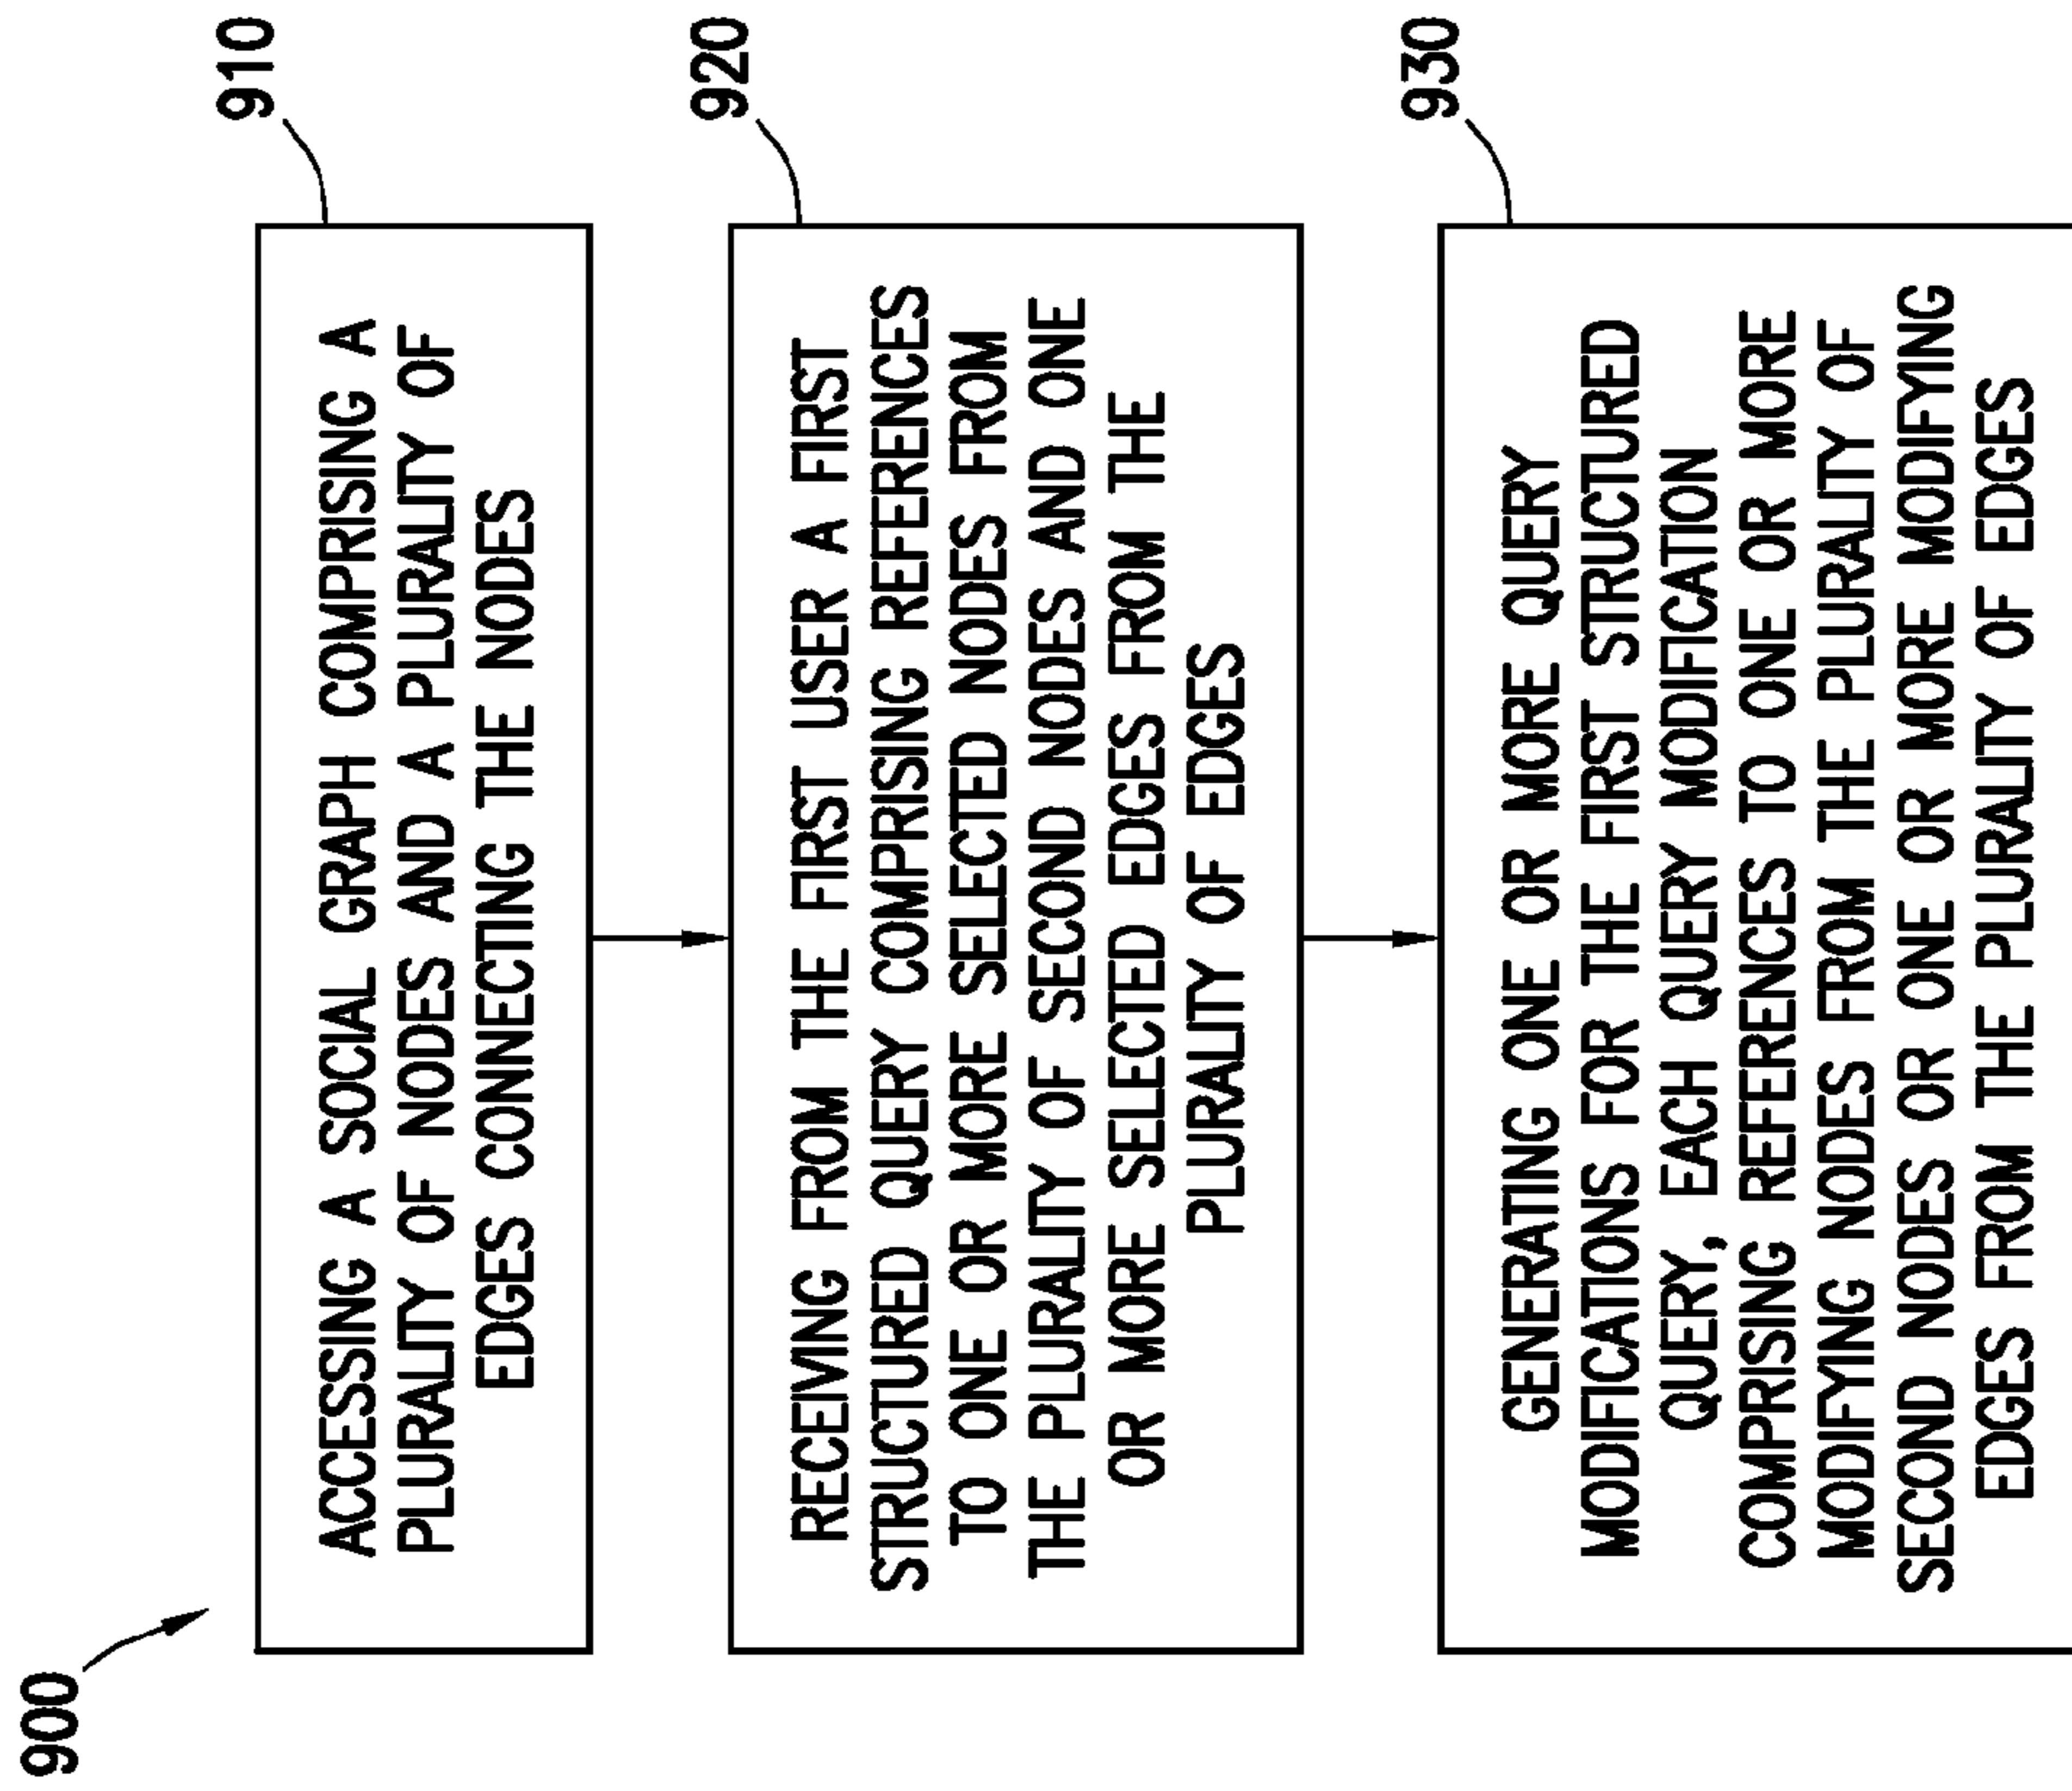 900
910
ACCESSING A SOCIAL GRAPH COMPRISING A
PLURALITY OF NODES AND A PLURALITY OF
EDGES CONNECTING THE NODES
920
RECEIVING FROM THE FIRST USER A FIRST
STRUCTURED QUERY COMPRISING REFERENCES
TO ONE OR MORE SELECTED NODES FROM
THE PLURALITY OF SECOND NODES AND ONE
OR MORE SELECTED EDGES FROM THE
PLURALITY OF EDGES
930
GENERATING ONE OR MORE QUERY
MODIFICATIONS FOR THE FIRST STRUCTURED
QUERY, EACH QUERY MODIFICATION
COMPRISING REFERENCES TO ONE OR MORE
MODIFYING NODES FROM THE PLURALITY OF
SECOND NODES OR ONE OR MORE MODIFYING
EDGES FROM THE PLURALITY OF EDGES